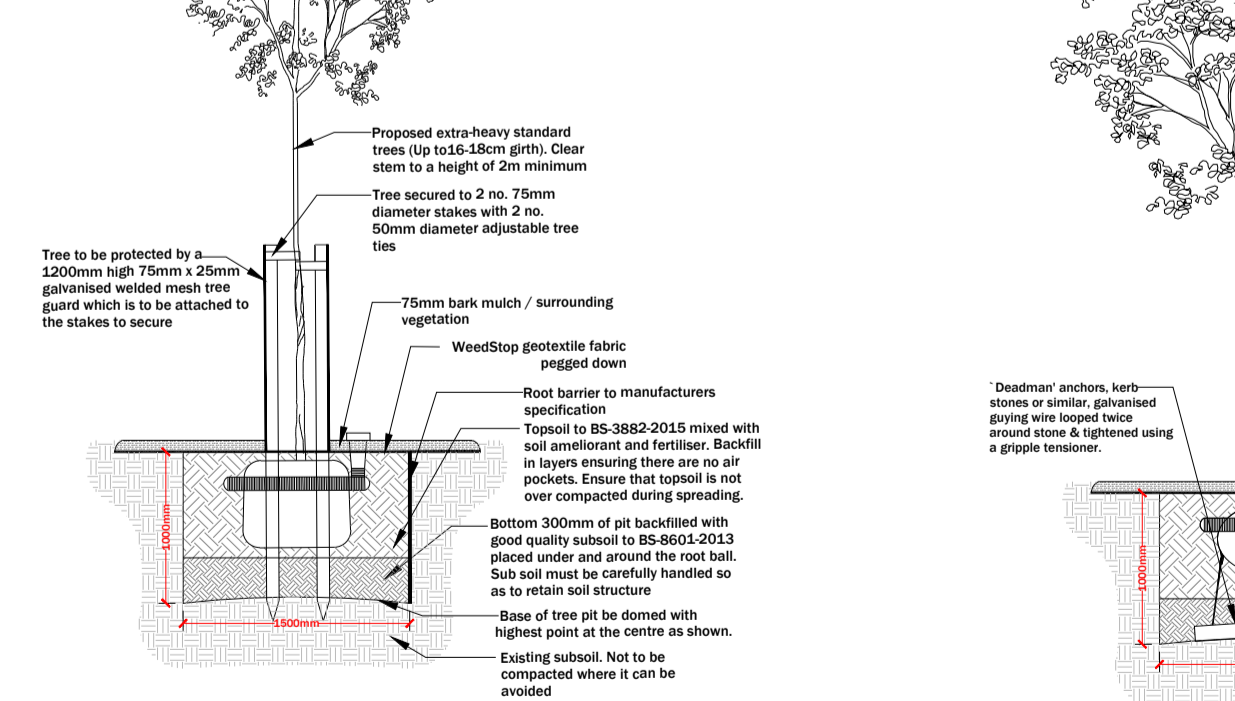 Proposed extra-heavy standard
trees (Up to16-18cm girth). Clear
stem to a height of 2m minimum
Tree secured to 2 no. 75mm
diameter stakes with 2 no.
50mm diameter adjustable tree
ties
Tree to be protected by a
1200mm high 75mm x 25mm
galvanised welded mesh tree
guard which is to be attached to
the stakes to secure
75mm bark mulch / surrounding
vegetation
WeedStop geotextile fabric
pegged down
Root barrier to manufacturers
specification
Topsoil to BS-3882-2015 mixed with
soil ameliorant and fertiliser. Backfill
in layers ensuring there are no air
pockets. Ensure that topsoil is not
over compacted during spreading.
Bottom 300mm of pit backfilled with
good quality subsoil to BS-8601-2013
placed under and around the root ball.
Sub soil must be carefully handled so
as to retain soil structure
Base of tree pit be domed with
highest point at the centre as shown.
Existing subsoil. Not to be
compacted where it can be
avoided
1000mm
1500mm
`Deadman' anchors, kerb
stones or similar, galvanised
guying wire looped twice
around stone & tightened using
a gripple tensioner.
1000mm